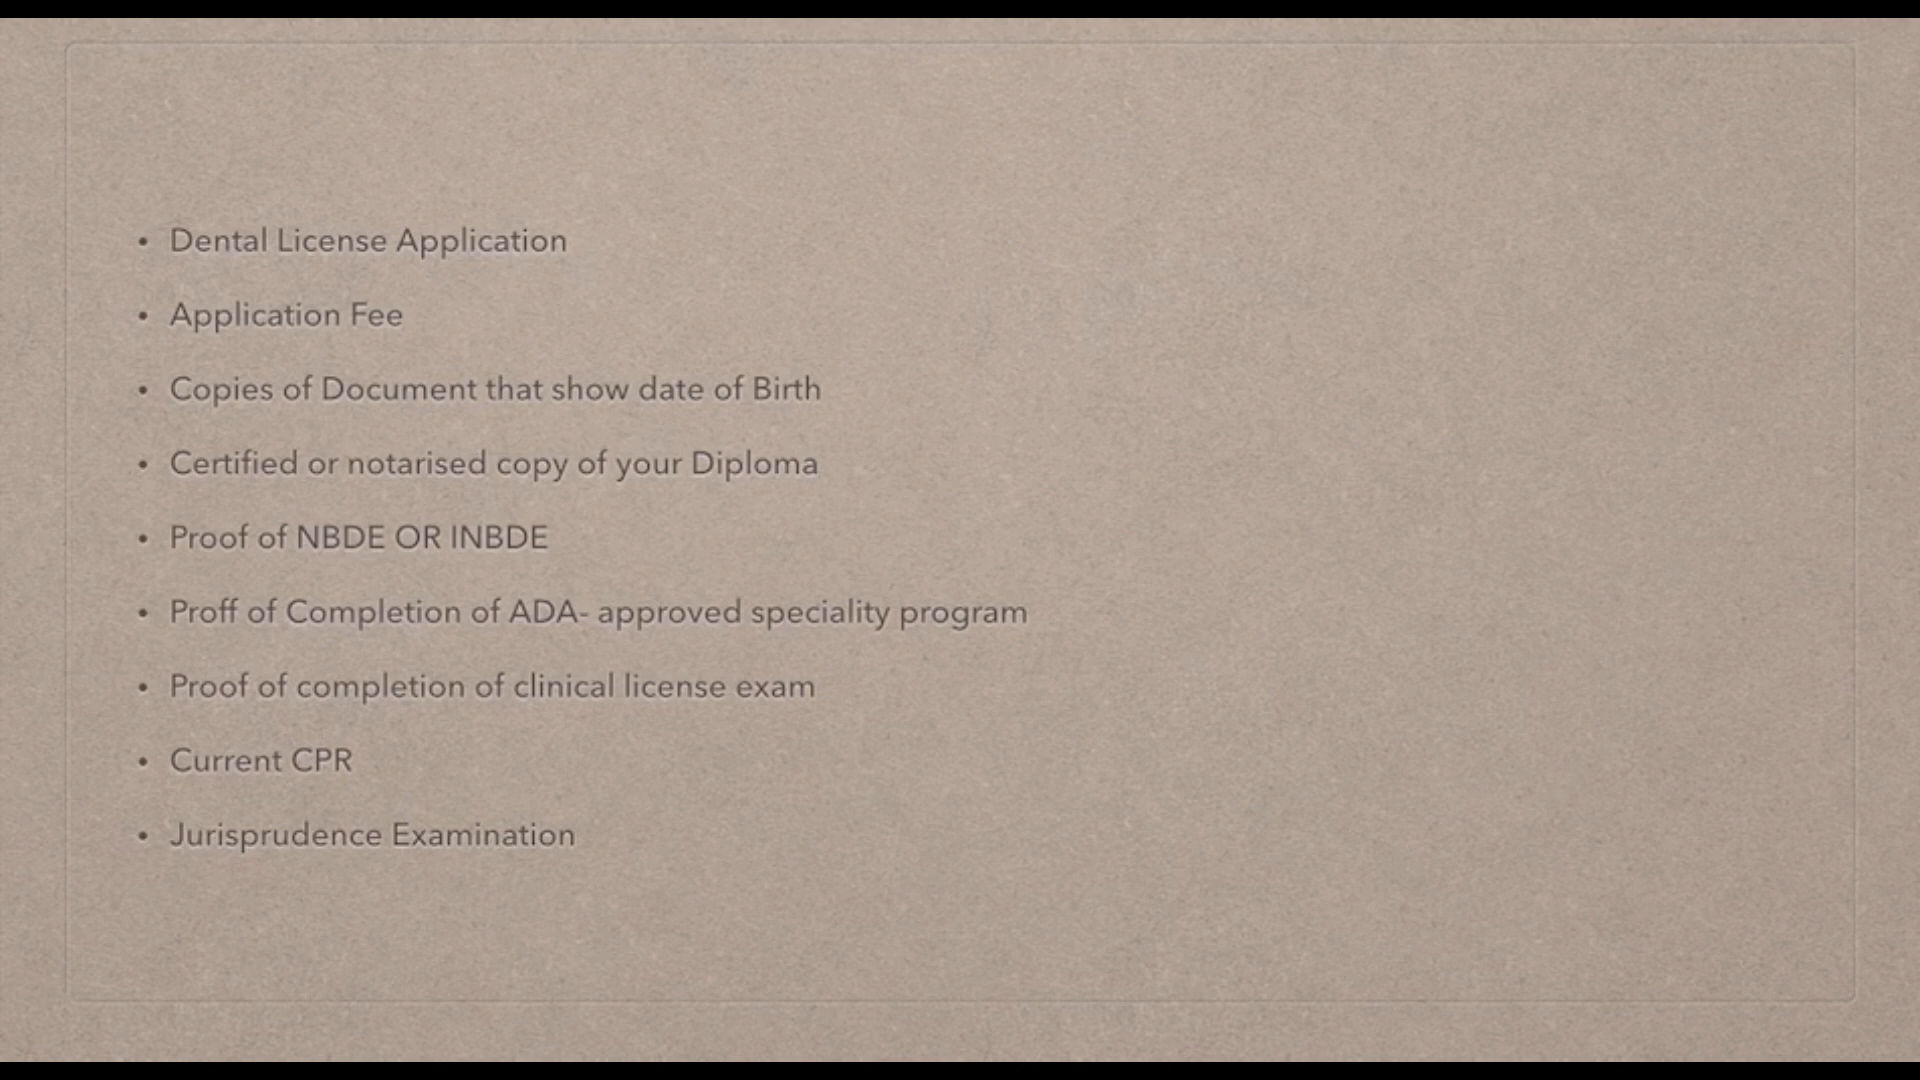 • Dental License Application
• Application Fee
• Copies of Document that show date of Birth
• Certified or notarised copy of your Diploma
• Proof of NBDE OR INBDE
• Proff of Completion of ADA- approved speciality program
• Proof of completion of clinical license exam
• Current CPR
• Jurisprudence Examination